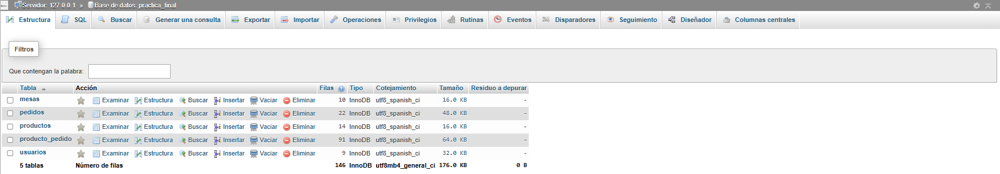 Servidor: 127.0.0.1 » Base de datos: practica_final
Estructura SQL Buscar Generar una consulta Exportar Importar Operaciones Privilegios Rutinas Eventos Disparadores Seguimiento Diseñador Columnas centrales
Filtros
Que contengan la palabra:
Tabla Acción Filas Tipo Cotejamiento Tamaño Residuo a depurar
mesas Examinar Estructura Buscar Insertar Vaciar Eliminar 10 InnoDB utf8_spanish_ci 16.0 KB -
pedidos Examinar Estructura Buscar Insertar Vaciar Eliminar 22 InnoDB utf8_spanish_ci 48.0 KB -
productos Examinar Estructura Buscar Insertar Vaciar Eliminar 14 InnoDB utf8_spanish_ci 16.0 KB -
producto_pedido Examinar Estructura Buscar Insertar Vaciar Eliminar 91 InnoDB utf8_spanish_ci 64.0 KB -
usuarios Examinar Estructura Buscar Insertar Vaciar Eliminar 9 InnoDB utf8_spanish_ci 32.0 KB -
5 tablas Número de filas 146 InnoDB utf8mb4_general_ci 176.0 KB 0 B